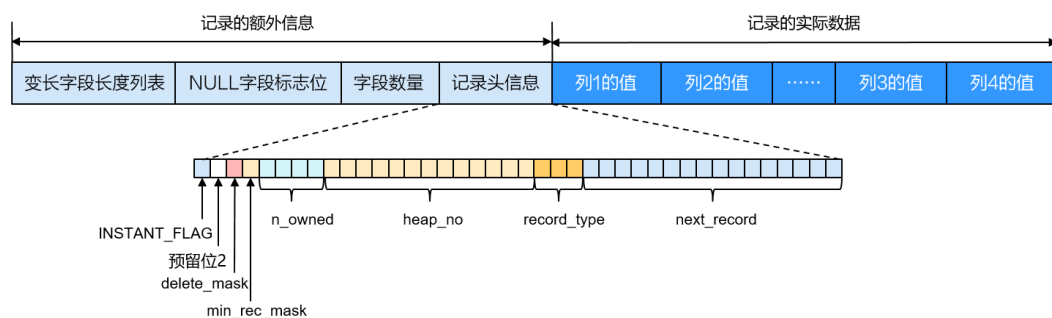 记录的额外信息
记录的实际数据
变长字段长度列表
NULL字段标志位
字段数量
记录头信息
列1的值
列2的值
……
列3的值
列4的值
n_owned
heap_no
record_type
next_record
INSTANT_FLAG
预留位2
delete_mask
min_rec_mask